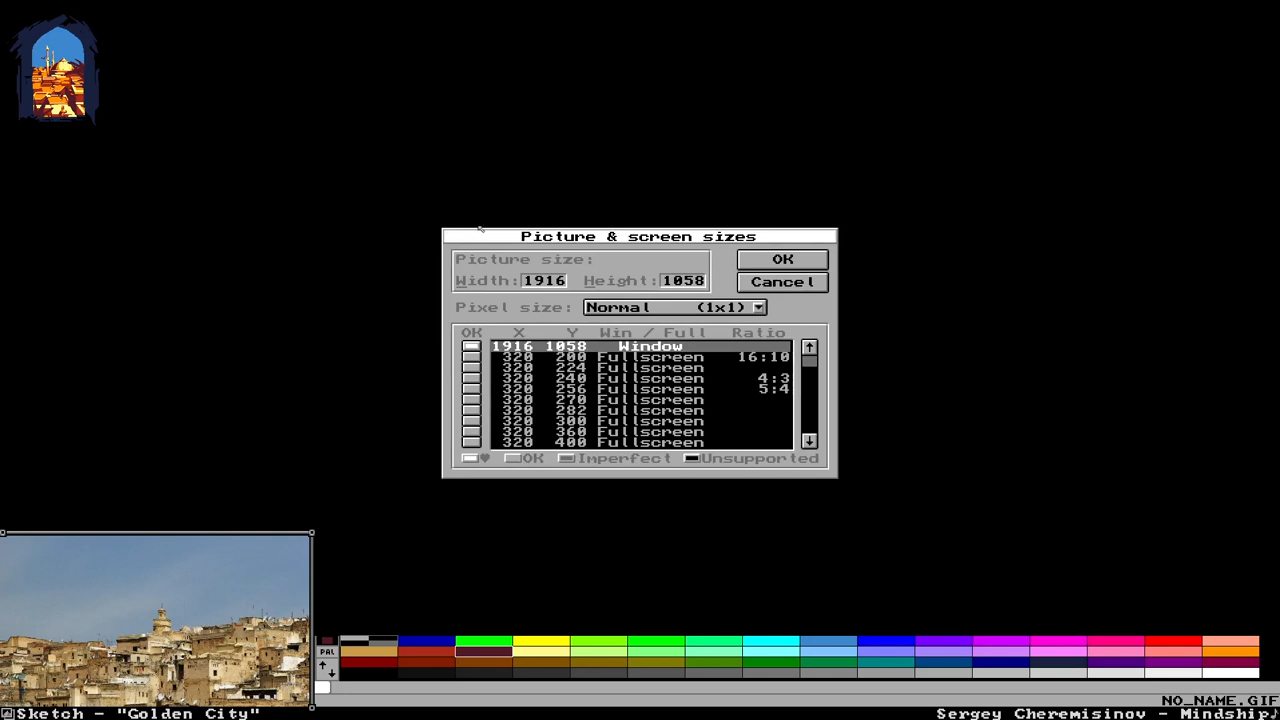 Picture & screen sizes
Picture size:
OK
Width: 1916 Height: 1058
Cancel
Pixel size: Normal (1x1)
OK X Y Win / Full Ratio
1916 1058 Window
320 200 Fullscreen 16:10
320 224 Fullscreen
320 240 Fullscreen 4:3
320 256 Fullscreen 5:4
320 270 Fullscreen
320 282 Fullscreen
320 300 Fullscreen
320 360 Fullscreen
320 400 Fullscreen
♥ OK Imperfect Unsupported
PAL
NO_NAME.GIF
Sketch - "Golden City"
Sergey Cheremisinov - Mindship♪